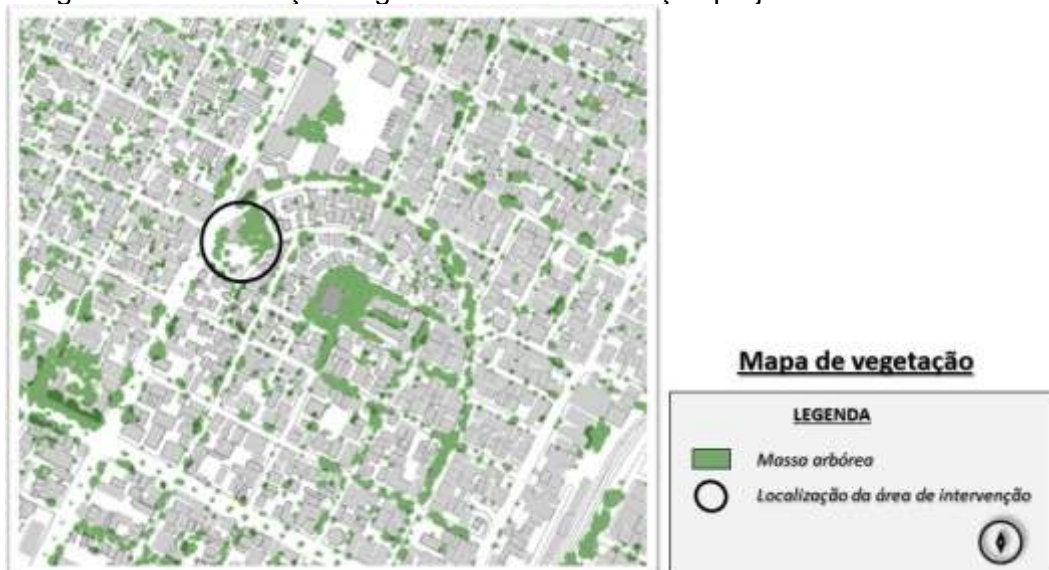 Mapa de vegetação
LEGENDA
Massa arbórea
Localização da área de intervenção